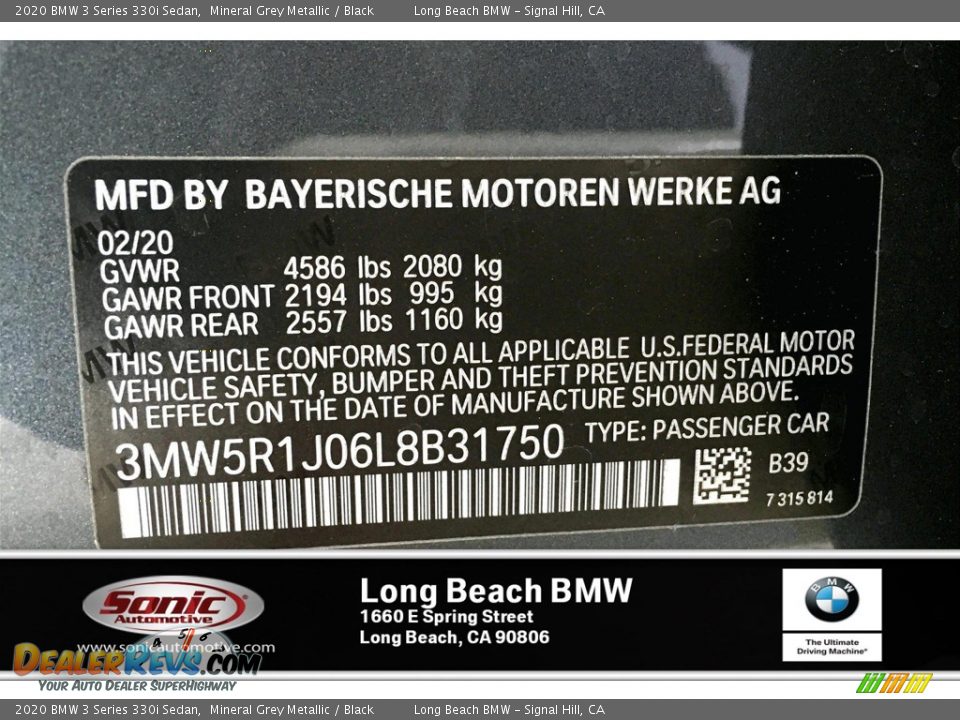 2020 BMW 3 Series 330i Sedan,  Mineral Grey Metallic / Black    Long Beach BMW - Signal Hill, CA
MFD BY BAYERISCHE MOTOREN WERKE AG
02/20
GVWR 4586 lbs 2080 kg
GAWR FRONT 2194 lbs 995 kg
GAWR REAR 2557 lbs 1160 kg
THIS VEHICLE CONFORMS TO ALL APPLICABLE U.S.FEDERAL MOTOR
VEHICLE SAFETY, BUMPER AND THEFT PREVENTION STANDARDS
IN EFFECT ON THE DATE OF MANUFACTURE SHOWN ABOVE.
3MW5R1J06L8B31750 TYPE: PASSENGER CAR
B39
7 315 814
Sonic
Automotive
www.sonicautomotive.com
Long Beach BMW
1660 E Spring Street
Long Beach, CA 90806
BMW
The Ultimate
Driving Machine®
4 5 6
DEALERREVS.COM
YOUR AUTO DEALER SUPERHIGHWAY
2020 BMW 3 Series 330i Sedan,  Mineral Grey Metallic / Black    Long Beach BMW - Signal Hill, CA